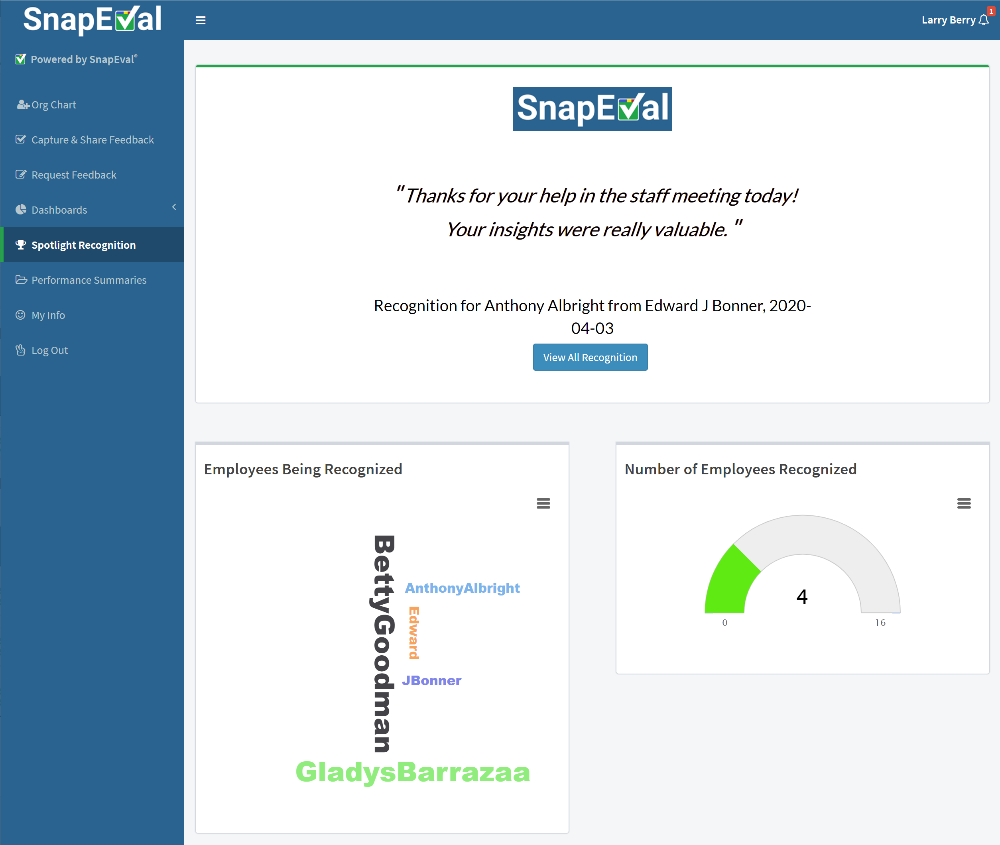 SnapEval
Larry Berry
1
Powered by SnapEval®
Org Chart
Capture & Share Feedback
Request Feedback
Dashboards
Spotlight Recognition
Performance Summaries
My Info
Log Out
SnapEval
"Thanks for your help in the staff meeting today!
Your insights were really valuable. "
Recognition for Anthony Albright from Edward J Bonner, 2020-
04-03
View All Recognition
Employees Being Recognized
BettyGoodman
AnthonyAlbright
Edward
JBonner
GladysBarrazaa
Number of Employees Recognized
4
0
16